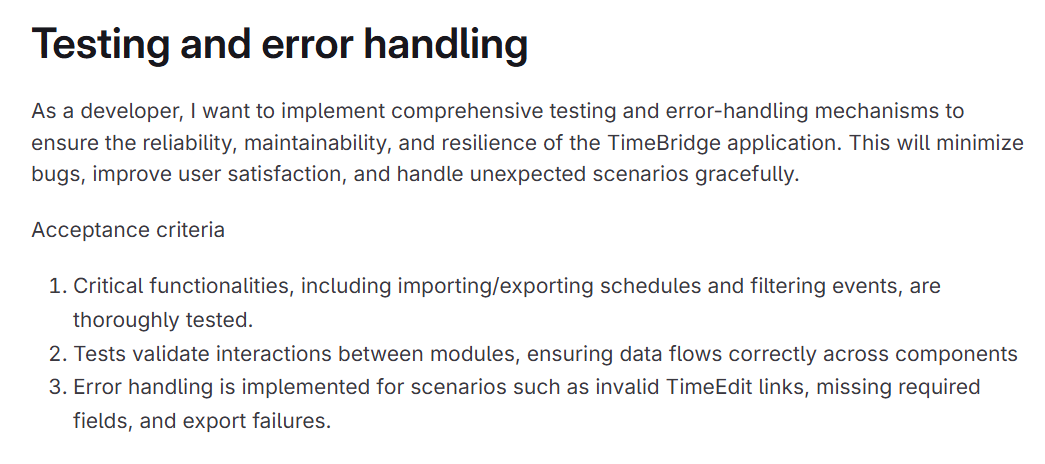 Testing and error handling
As a developer, I want to implement comprehensive testing and error-handling mechanisms to
ensure the reliability, maintainability, and resilience of the TimeBridge application. This will minimize
bugs, improve user satisfaction, and handle unexpected scenarios gracefully.
Acceptance criteria
1. Critical functionalities, including importing/exporting schedules and filtering events, are
thoroughly tested.
2. Tests validate interactions between modules, ensuring data flows correctly across components
3. Error handling is implemented for scenarios such as invalid TimeEdit links, missing required
fields, and export failures.